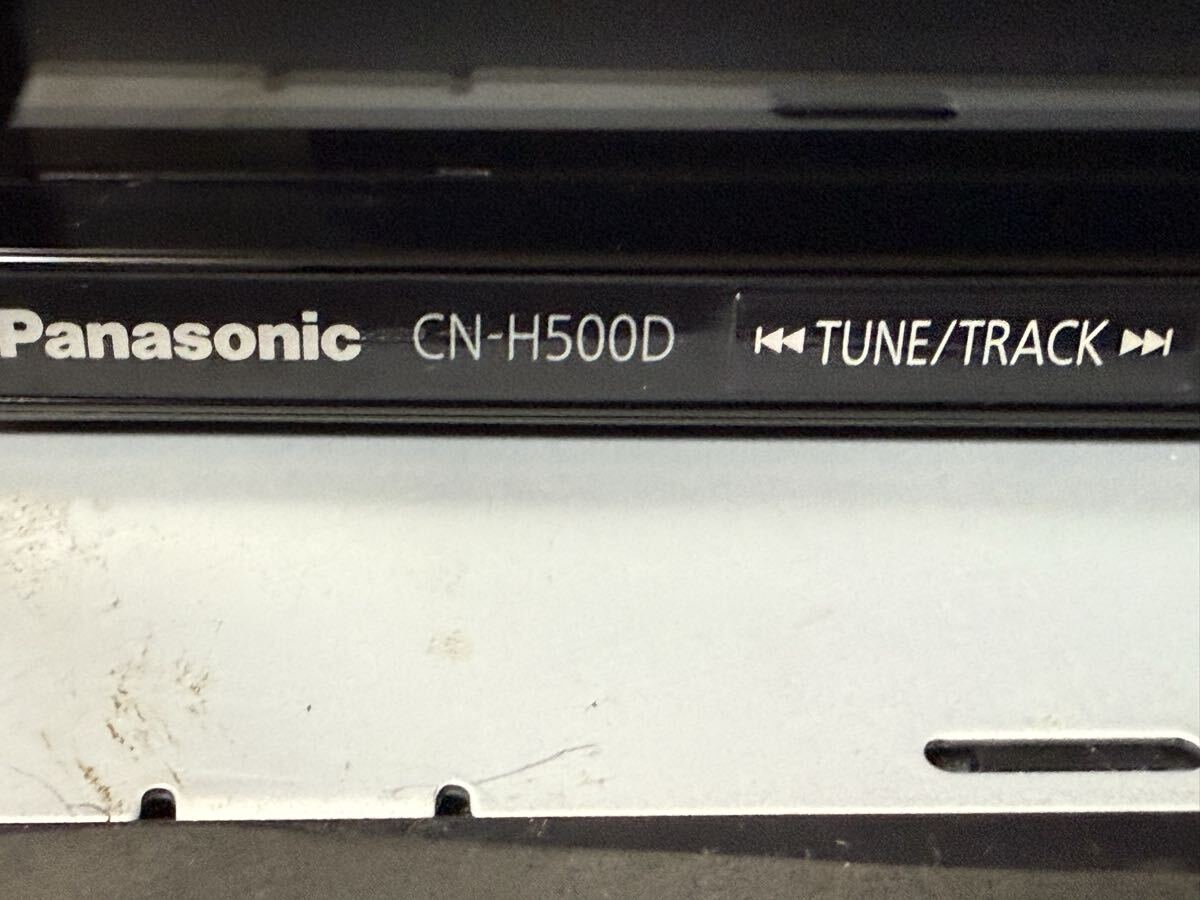 Panasonic CN-H500D ⏮TUNE/TRACK⏭